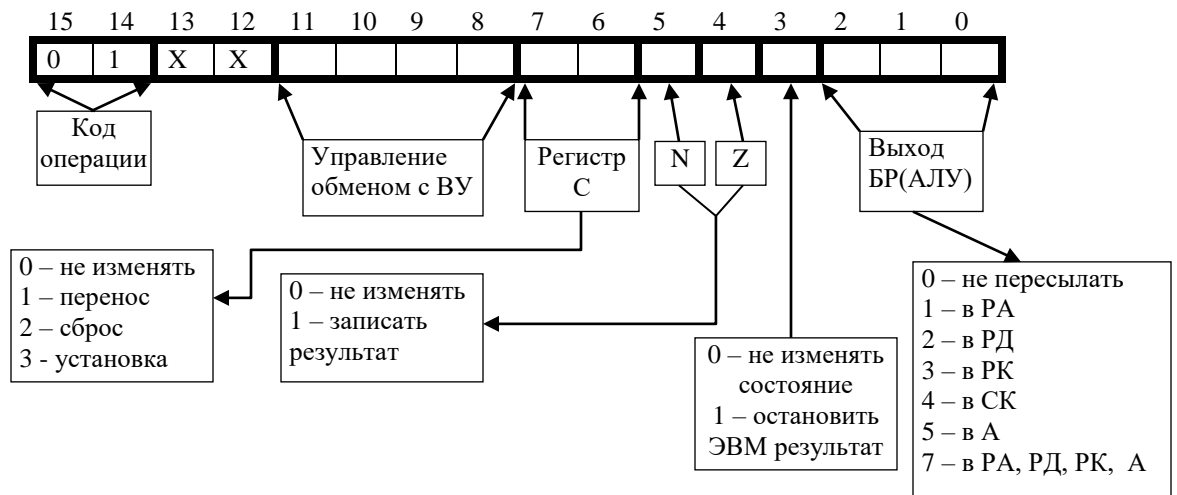 15 14 13 12 11 10 9 8 7 6 5 4 3 2 1 0
0 1 X X
Код
операции
Управление
обменом с ВУ
Регистр
С
N
Z
Выход
БР(АЛУ)
0 – не изменять
1 – перенос
2 – сброс
3 - установка
0 – не изменять
1 – записать
результат
0 – не изменять
состояние
1 – остановить
ЭВМ результат
0 – не пересылать
1 – в РА
2 – в РД
3 – в РК
4 – в СК
5 – в А
7 – в РА, РД, РК, А